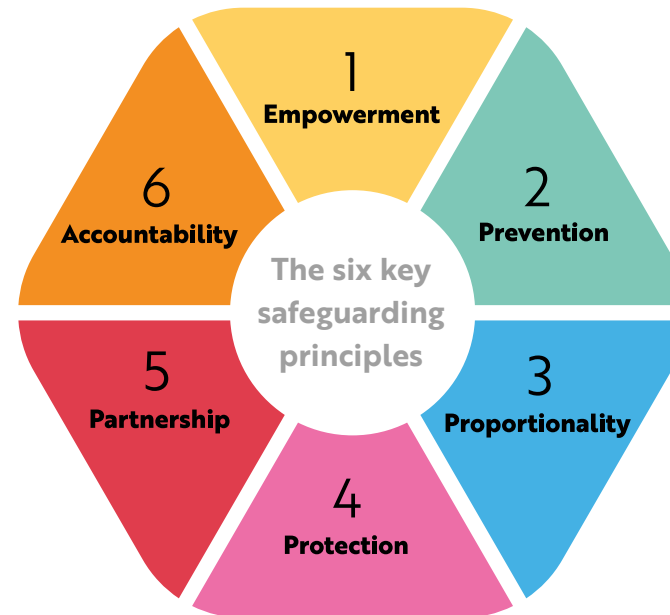 The six key
safeguarding
principles
1
Empowerment
2
Prevention
3
Proportionality
4
Protection
5
Partnership
6
Accountability